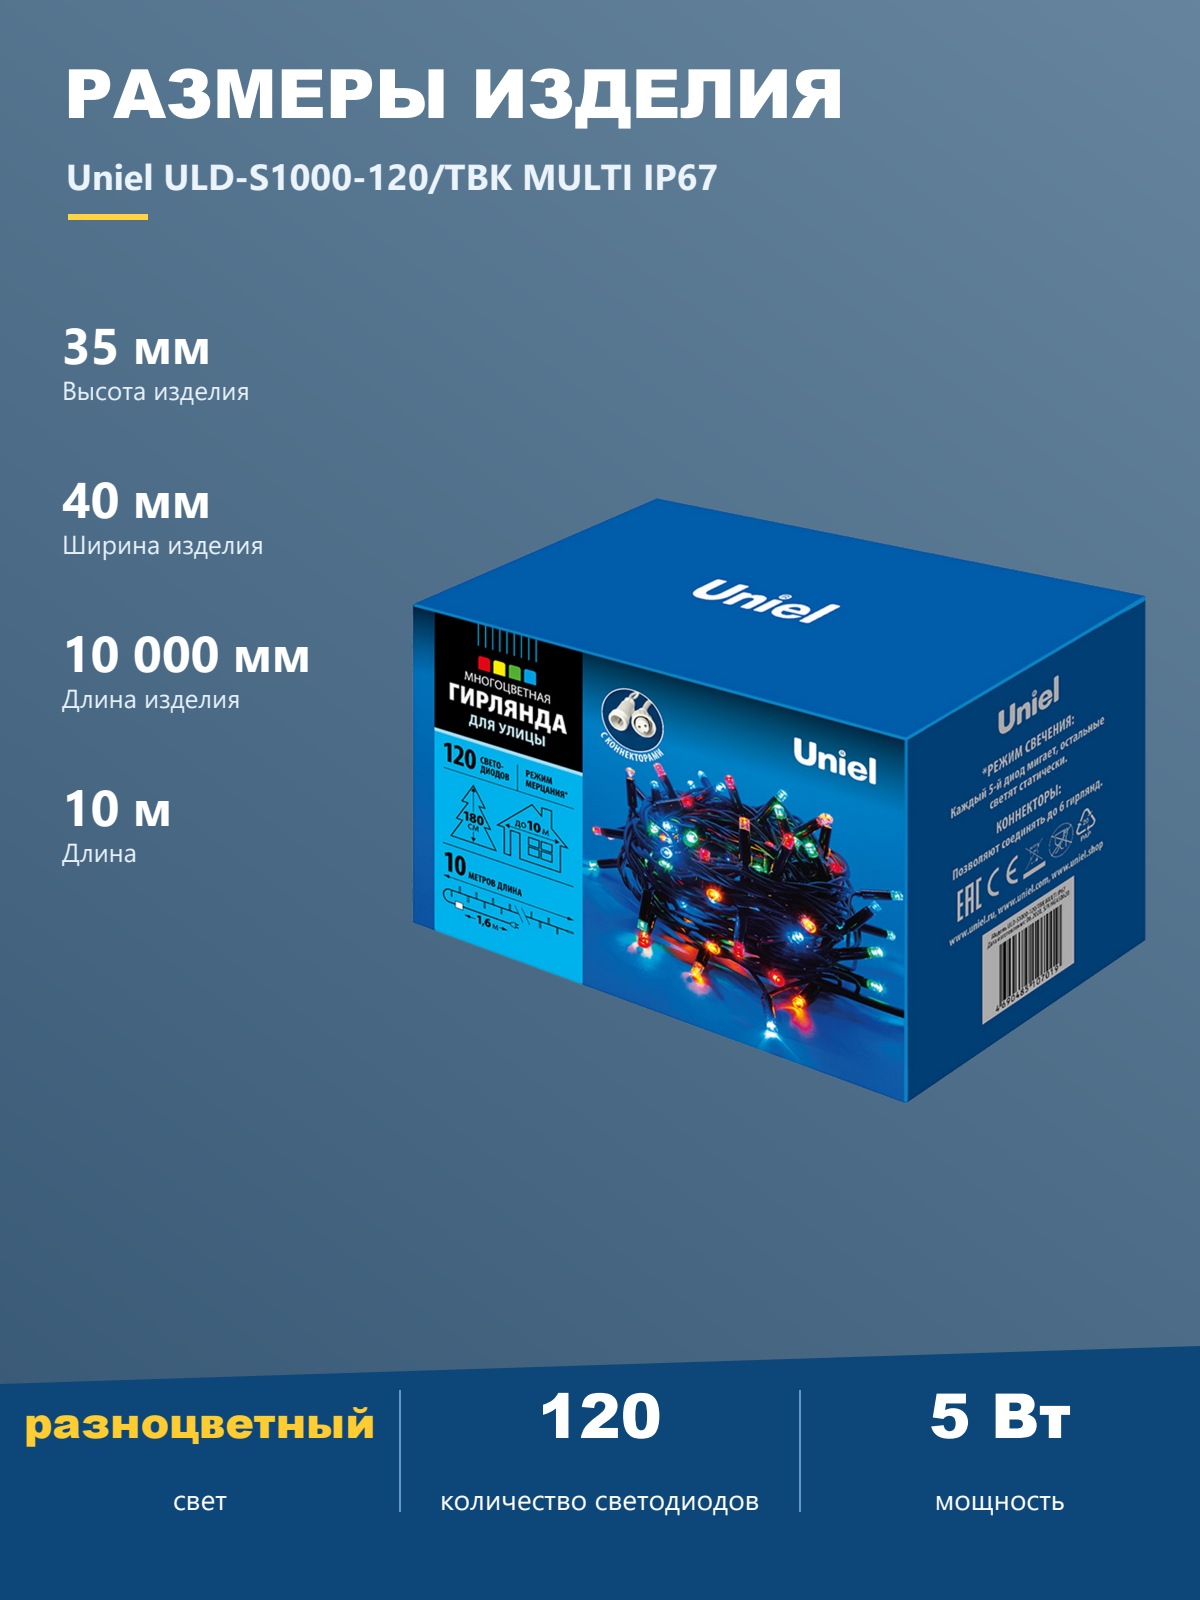 РАЗМЕРЫ ИЗДЕЛИЯ
Uniel ULD-S1000-120/TBK MULTI IP67
35 мм
Высота изделия
40 мм
Ширина изделия
10 000 мм
Длина изделия
10 м
Длина
Uniel
МНОГОЦВЕТНАЯ
ГИРЛЯНДА
ДЛЯ УЛИЦЫ
С КОННЕКТОРАМИ
120 СВЕТО-
ДИОДОВ
РЕЖИМ
МЕРЦАНИЯ*
180
СМ
ДО 10 М
10 МЕТРОВ ДЛИНА
1,6 М
Uniel
Uniel
*РЕЖИМ СВЕЧЕНИЯ:
Каждый 5-й диод мигает, остальные
светят статически.
КОННЕКТОРЫ:
Позволяют соединять до 6 гирлянд.
EAC CE
PAP
www.uniel.ru, www.uniel.com, www.uniel.shop
4690485107019
разноцветный
свет
120
количество светодиодов
5 Вт
мощность